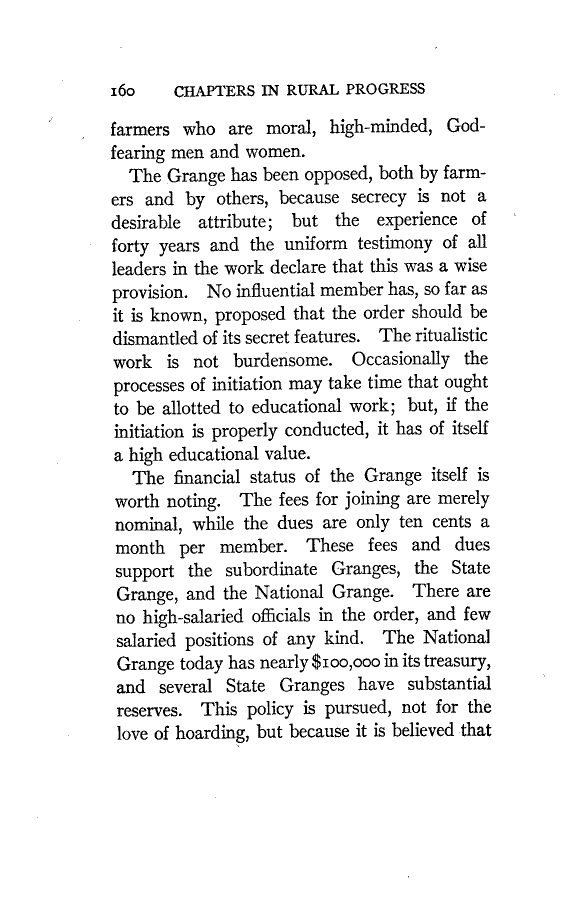 160 CHAPTERS IN RURAL PROGRESS
farmers who are moral, high-minded, God-
fearing men and women.
The Grange has been opposed, both by farm-
ers and by others, because secrecy is not a
desirable attribute; but the experience of
forty years and the uniform testimony of all
leaders in the work declare that this was a wise
provision. No influential member has, so far as
it is known, proposed that the order should be
dismantled of its secret features. The ritualistic
work is not burdensome. Occasionally the
processes of initiation may take time that ought
to be allotted to educational work; but, if the
initiation is properly conducted, it has of itself
a high educational value.
The financial status of the Grange itself is
worth noting. The fees for joining are merely
nominal, while the dues are only ten cents a
month per member. These fees and dues
support the subordinate Granges, the State
Grange, and the National Grange. There are
no high-salaried officials in the order, and few
salaried positions of any kind. The National
Grange today has nearly $100,000 in its treasury,
and several State Granges have substantial
reserves. This policy is pursued, not for the
love of hoarding, but because it is believed that